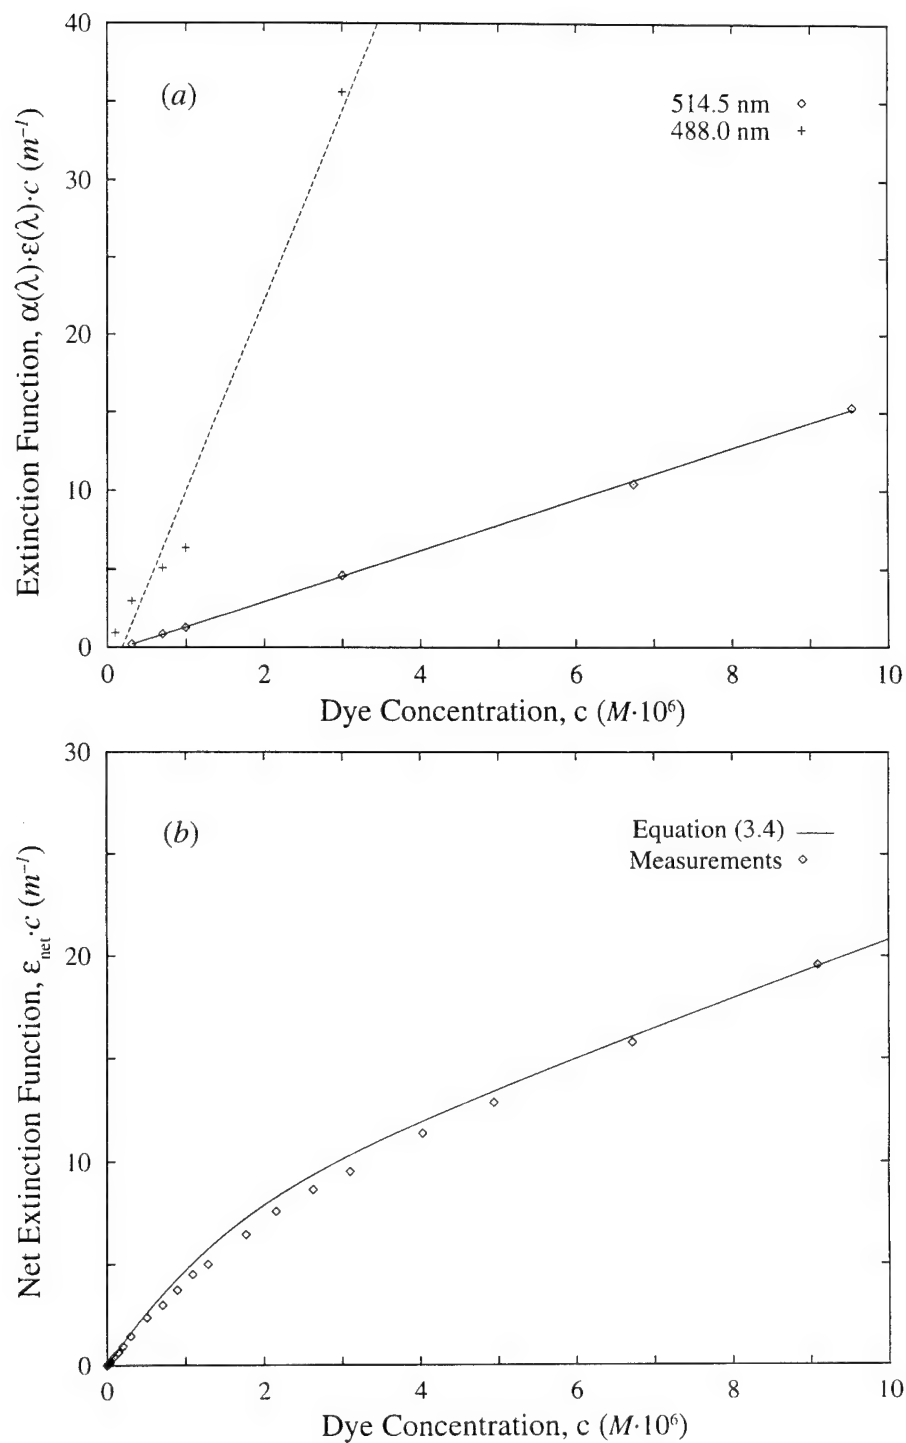 40
(a)
514.5 nm
488.0 nm
30
20
10
0
Extinction Function, α(λ)·ε(λ)·c (m⁻¹)
0 2 4 6 8 10
Dye Concentration, c (M·10⁶)
30
(b)
Equation (3.4)
Measurements
20
10
0
Net Extinction Function, ε_net·c (m⁻¹)
0 2 4 6 8 10
Dye Concentration, c (M·10⁶)